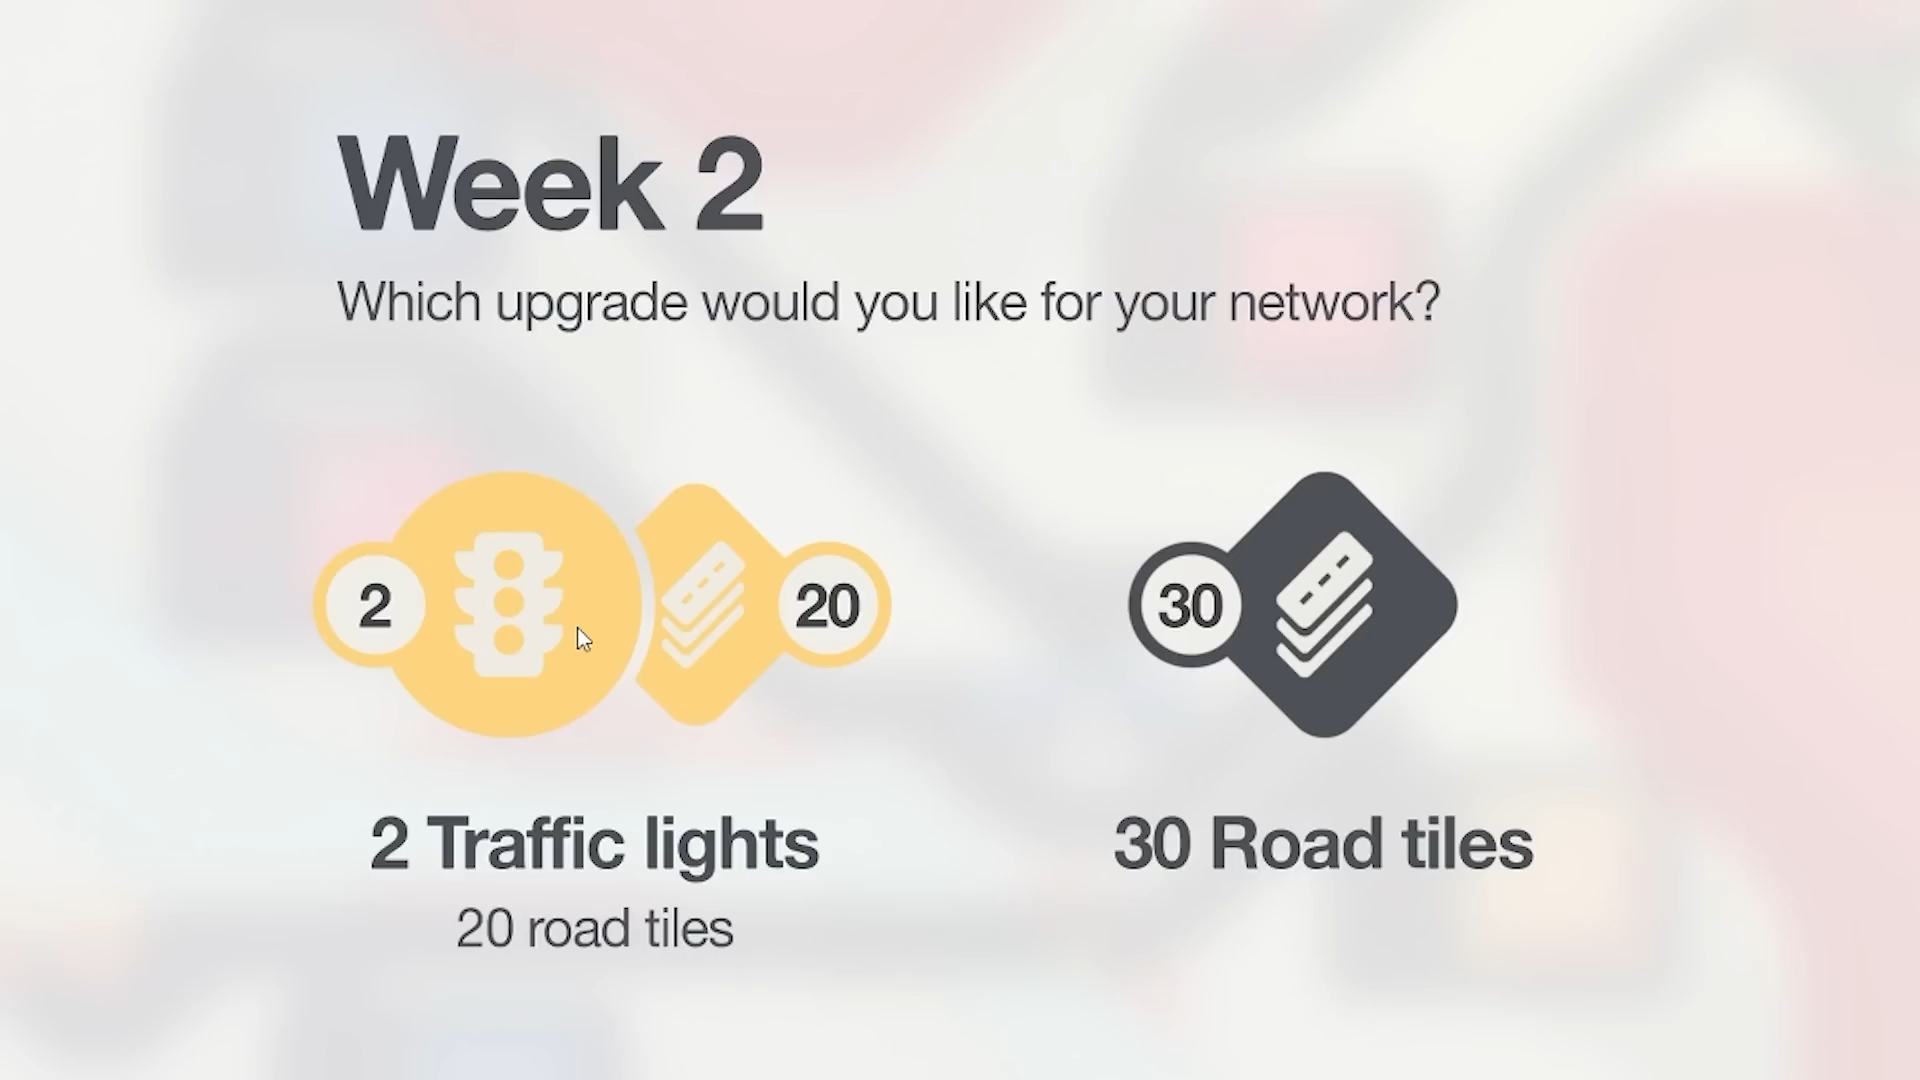 Week 2
Which upgrade would you like for your network?
2
20
30
2 Traffic lights
30 Road tiles
20 road tiles